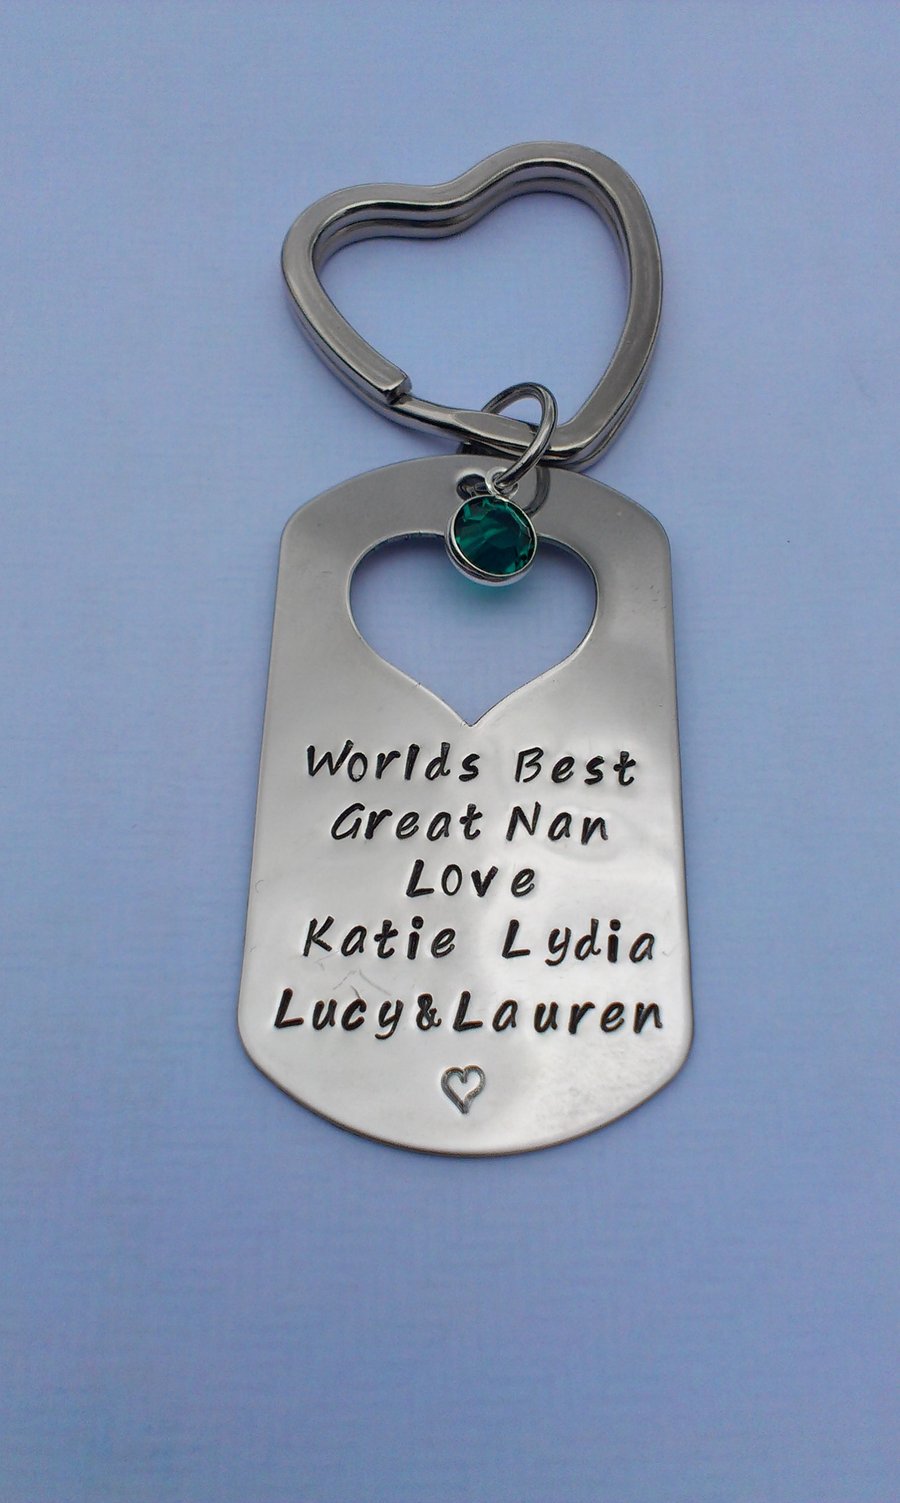 Worlds Best
Great Nan
Love
Katie Lydia
Lucy&Lauren